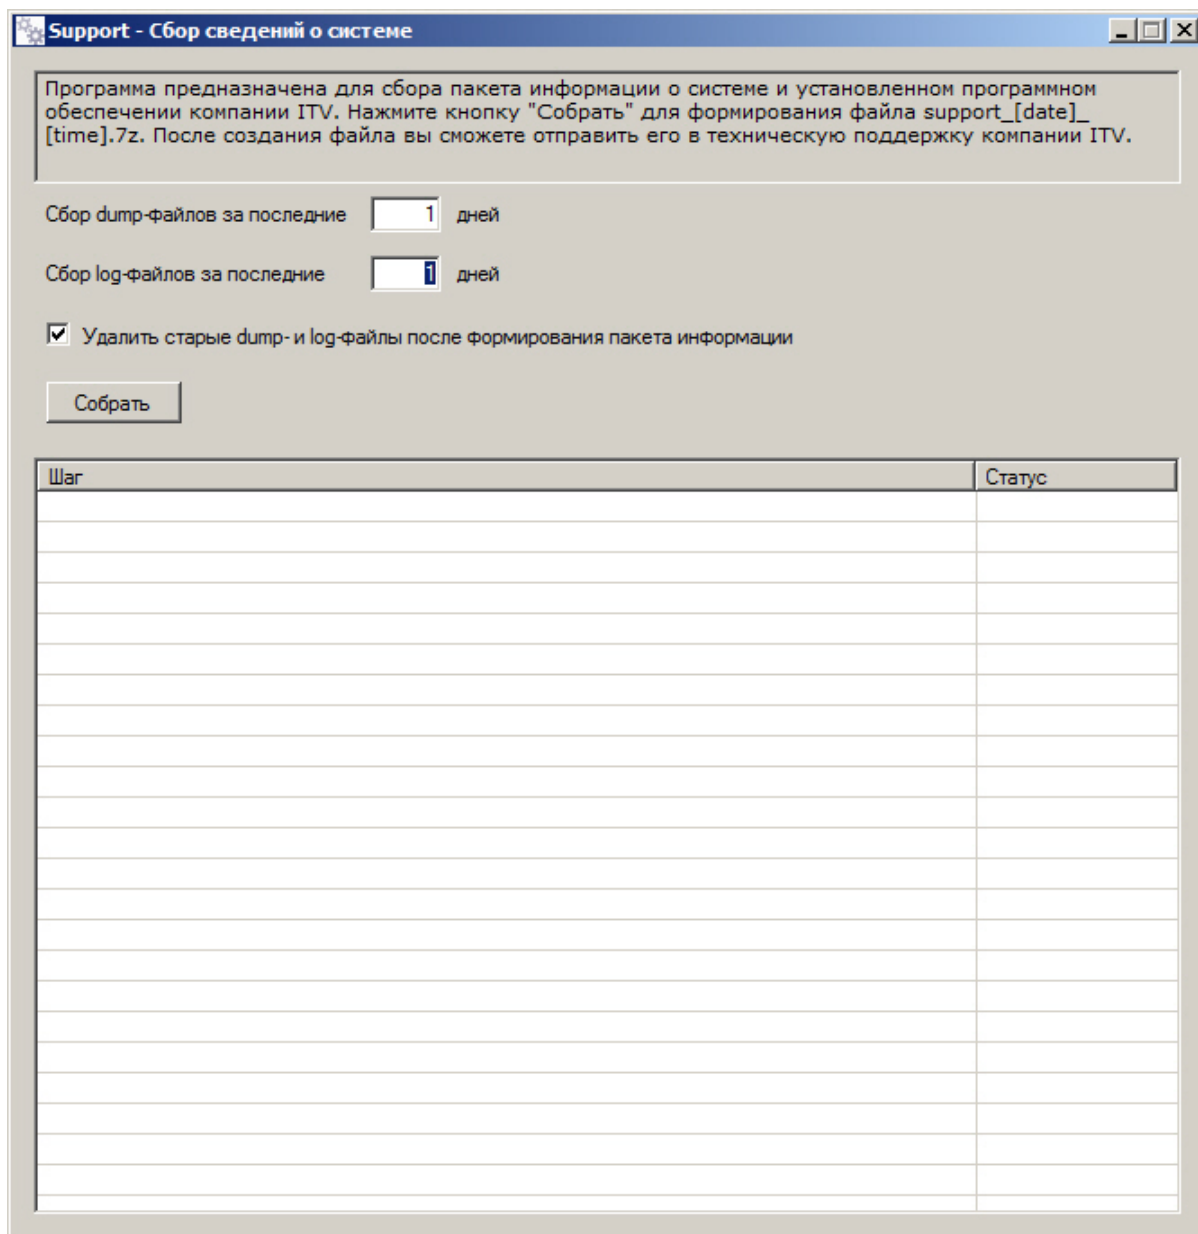 Support - Сбор сведений о системе
Программа предназначена для сбора пакета информации о системе и установленном программном
обеспечении компании ITV. Нажмите кнопку "Собрать" для формирования файла support_[date]_
[time].7z. После создания файла вы сможете отправить его в техническую поддержку компании ITV.
Сбор dump-файлов за последние 1 дней
Сбор log-файлов за последние 1 дней
Удалить старые dump- и log-файлы после формирования пакета информации
Собрать
Шаг Статус